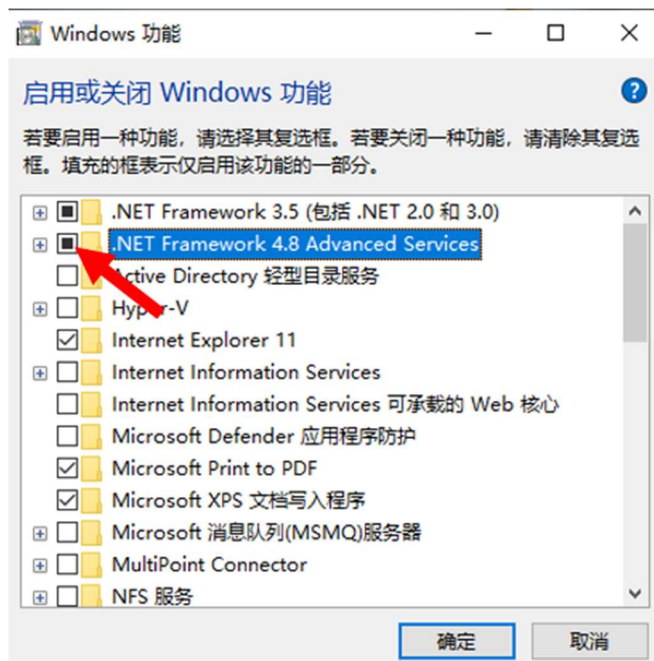 Windows 功能
启用或关闭 Windows 功能
若要启用一种功能，请选择其复选框。若要关闭一种功能，请清除其复选
框。填充的框表示仅启用该功能的一部分。
.NET Framework 3.5 (包括 .NET 2.0 和 3.0)
.NET Framework 4.8 Advanced Services
Active Directory 轻型目录服务
Hyper-V
Internet Explorer 11
Internet Information Services
Internet Information Services 可承载的 Web 核心
Microsoft Defender 应用程序防护
Microsoft Print to PDF
Microsoft XPS 文档写入程序
Microsoft 消息队列(MSMQ)服务器
MultiPoint Connector
NFS 服务
确定
取消